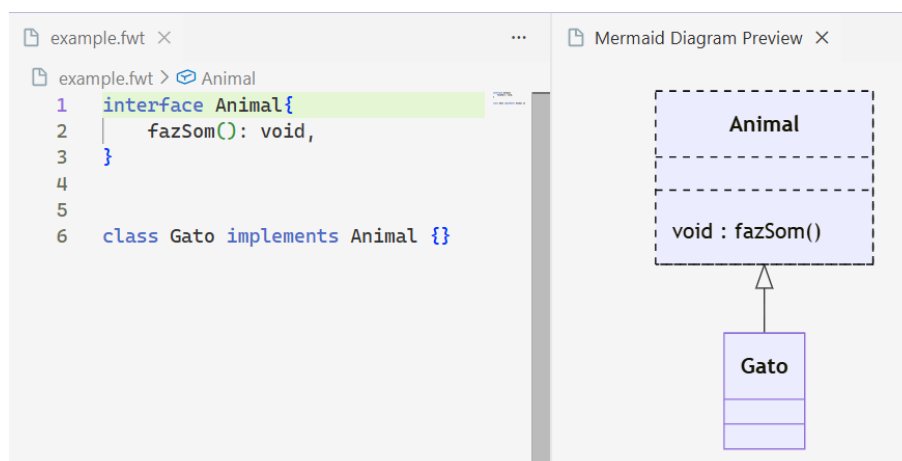 example.fwt
...
example.fwt > Animal
1 interface Animal{
2 fazSom(): void,
3 }
4
5
6 class Gato implements Animal {}
Mermaid Diagram Preview
Animal
void : fazSom()
Gato